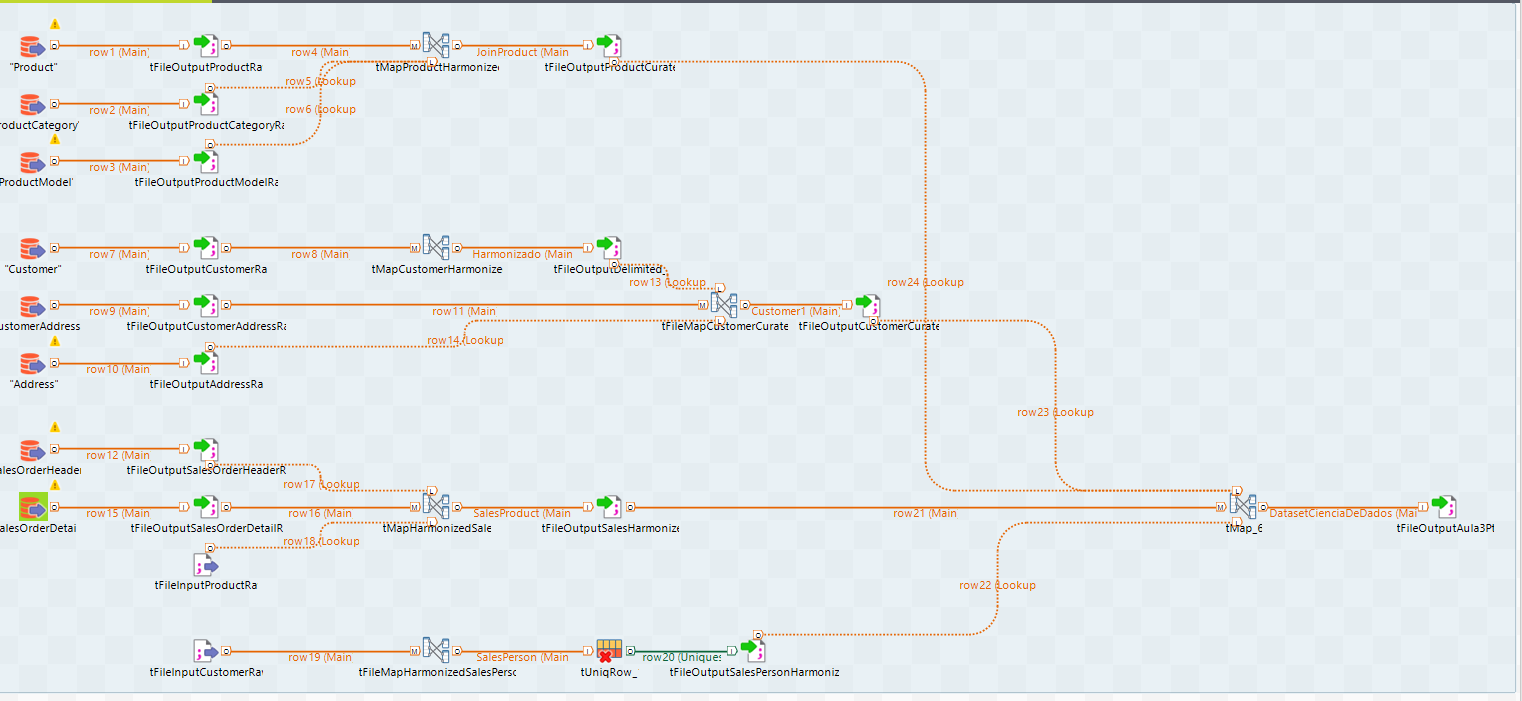 row1 (Main)
row4 (Main
JoinProduct (Main
"Product"
tFileOutputProductRa
tMapProductHarmonize
tFileOutputProductCurate
row5 (Lookup
row2 (Main)
row6 (Lookup
roductCategory'
tFileOutputProductCategoryRa
row3 (Main)
ProductModel'
tFileOutputProductModelRa
row7 (Main)
row8 (Main
Harmonizado (Main
"Customer"
tFileOutputCustomerRa
tMapCustomerHarmonize
tFileOutputDelimited_
row13 (Lookup
row24 (Lookup
row9 (Main)
row11 (Main
Customer1 (Main)
ustomerAddress
tFileOutputCustomerAddressRa
tFileMapCustomerCurate
tFileOutputCustomerCurate
row14 (Lookup
row10 (Main
"Address"
tFileOutputAddressRa
row23 (Lookup
row12 (Main
alesOrderHeader
tFileOutputSalesOrderHeaderR
row17 (Lookup
row15 (Main
row16 (Main
SalesProduct (Main
row21 (Main
DatasetCienciaDeDados (Mai
alesOrderDetai
tFileOutputSalesOrderDetailR
tMapHarmonizedSale
tFileOutputSalesHarmonize
tMap_6
tFileOutputAula3Pt
row18 (Lookup
tFileInputProductRa
row22 (Lookup
row19 (Main
SalesPerson (Main
row20 (Uniques
tFileInputCustomerRa
tFileMapHarmonizedSalesPerso
tUniqRow_
tFileOutputSalesPersonHarmoniz